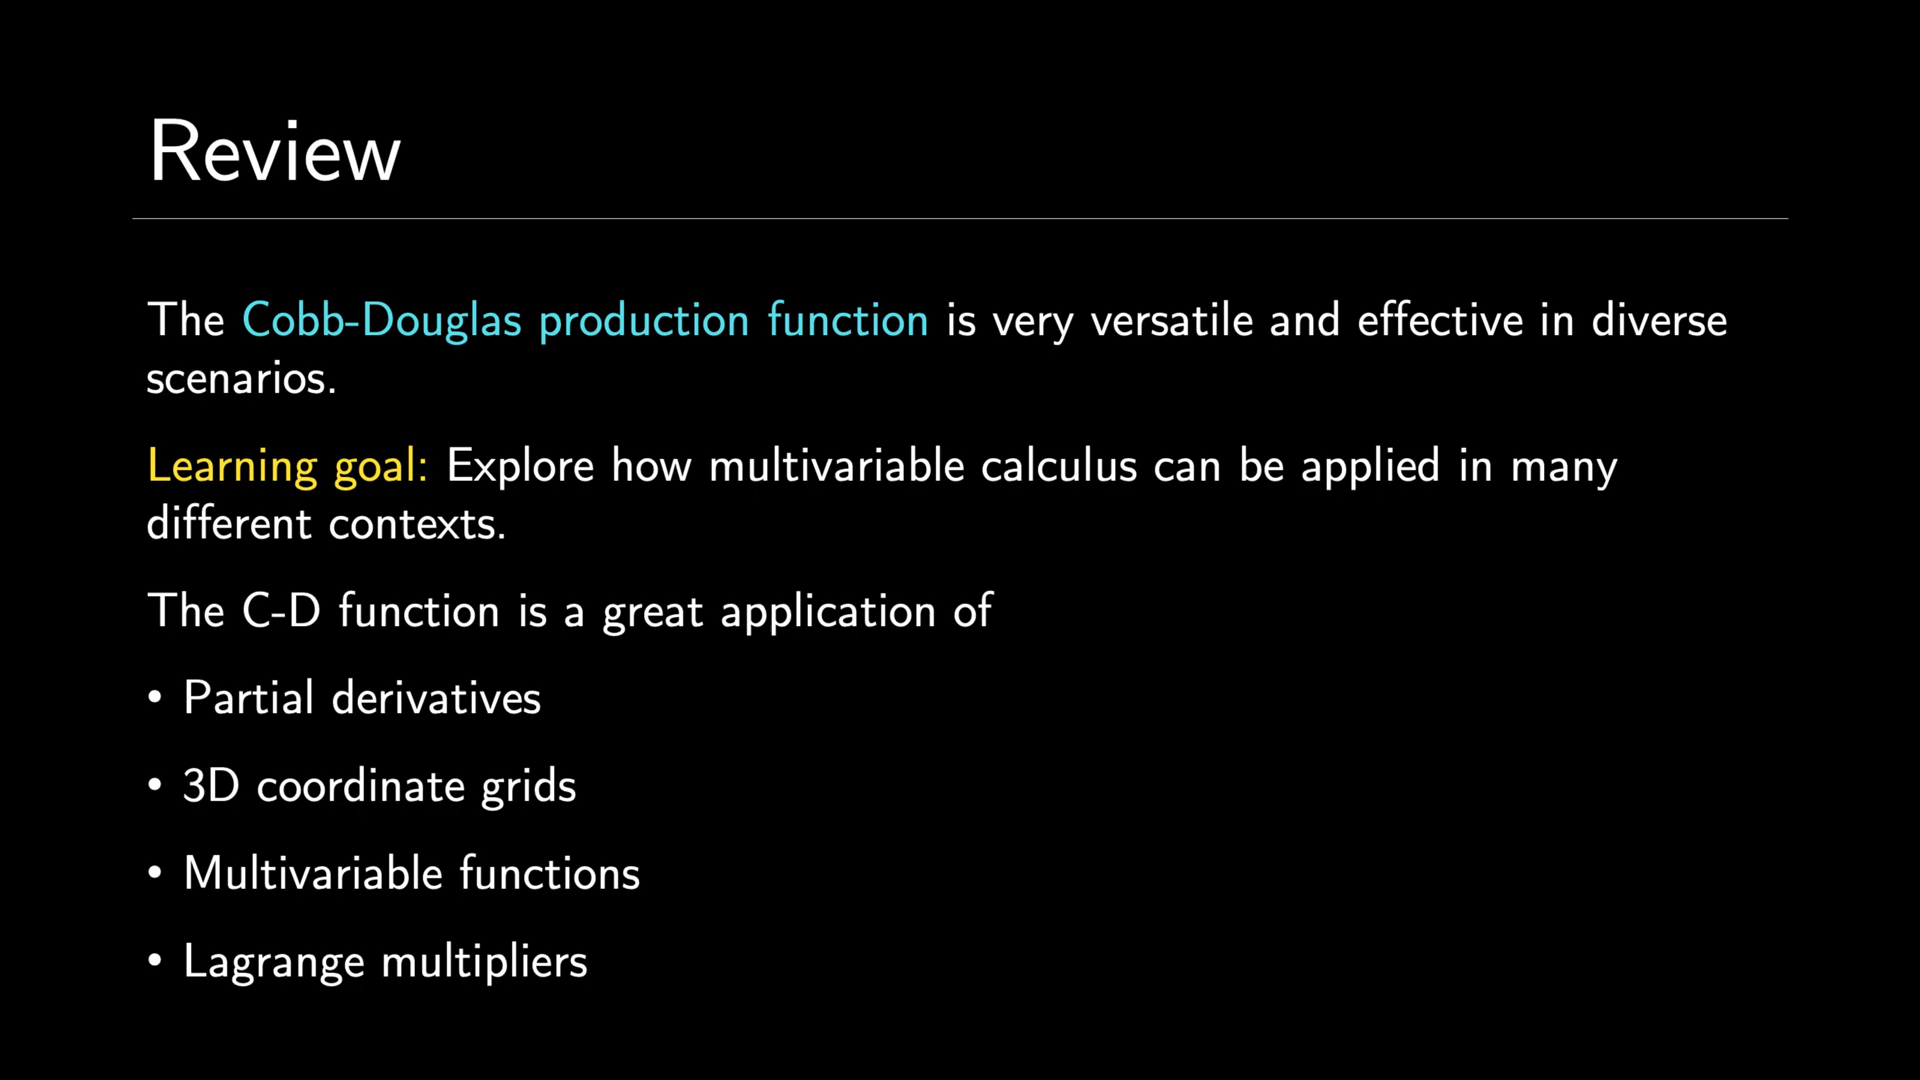 Review
The Cobb-Douglas production function is very versatile and effective in diverse
scenarios.
Learning goal: Explore how multivariable calculus can be applied in many
different contexts.
The C-D function is a great application of
• Partial derivatives
• 3D coordinate grids
• Multivariable functions
• Lagrange multipliers